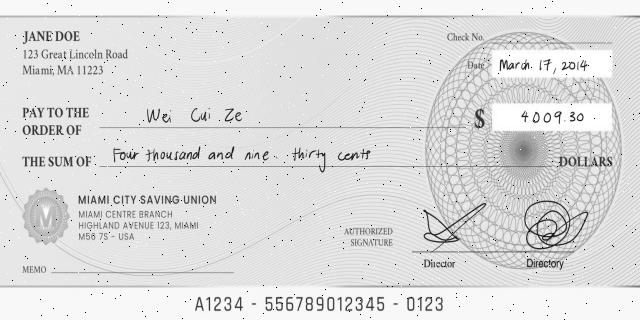 JANE DOE
Check No.
123 Great Lincoln Road
Date March 17, 2014
Miami, MA 11223
PAY TO THE
ORDER OF Wei Cui Ze $ 4009.30
THE SUM OF Four thousand and nine thirty cents DOLLARS
M
MIAMI CITY SAVING UNION
MIAMI CENTRE BRANCH
HIGHLAND AVENUE 123, MIAMI
M56 7S - USA
AUTHORIZED
SIGNATURE
Director Directory
MEMO
A1234 - 556789012345 - 0123